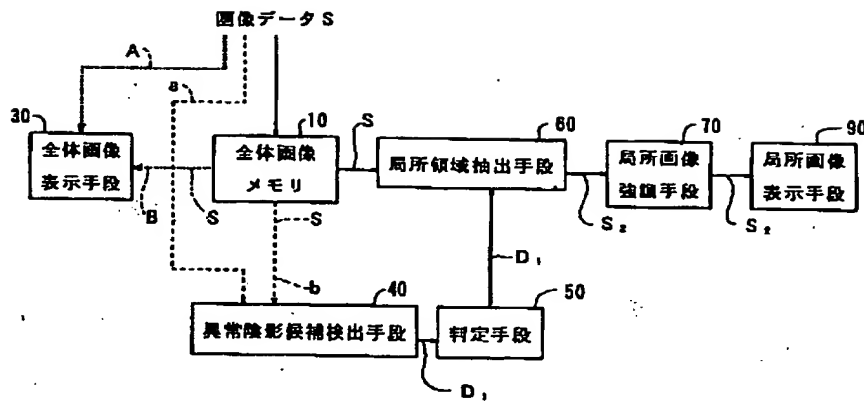 画像データS
A
a
30
10
S
60
70
90
全体画像
表示手段
全体画像
メモリ
局所領域抽出手段
局所画像
強調手段
局所画像
表示手段
B
S
S
S₂
S₂
D₁
b
40
50
異常陰影候補検出手段
判定手段
D₁